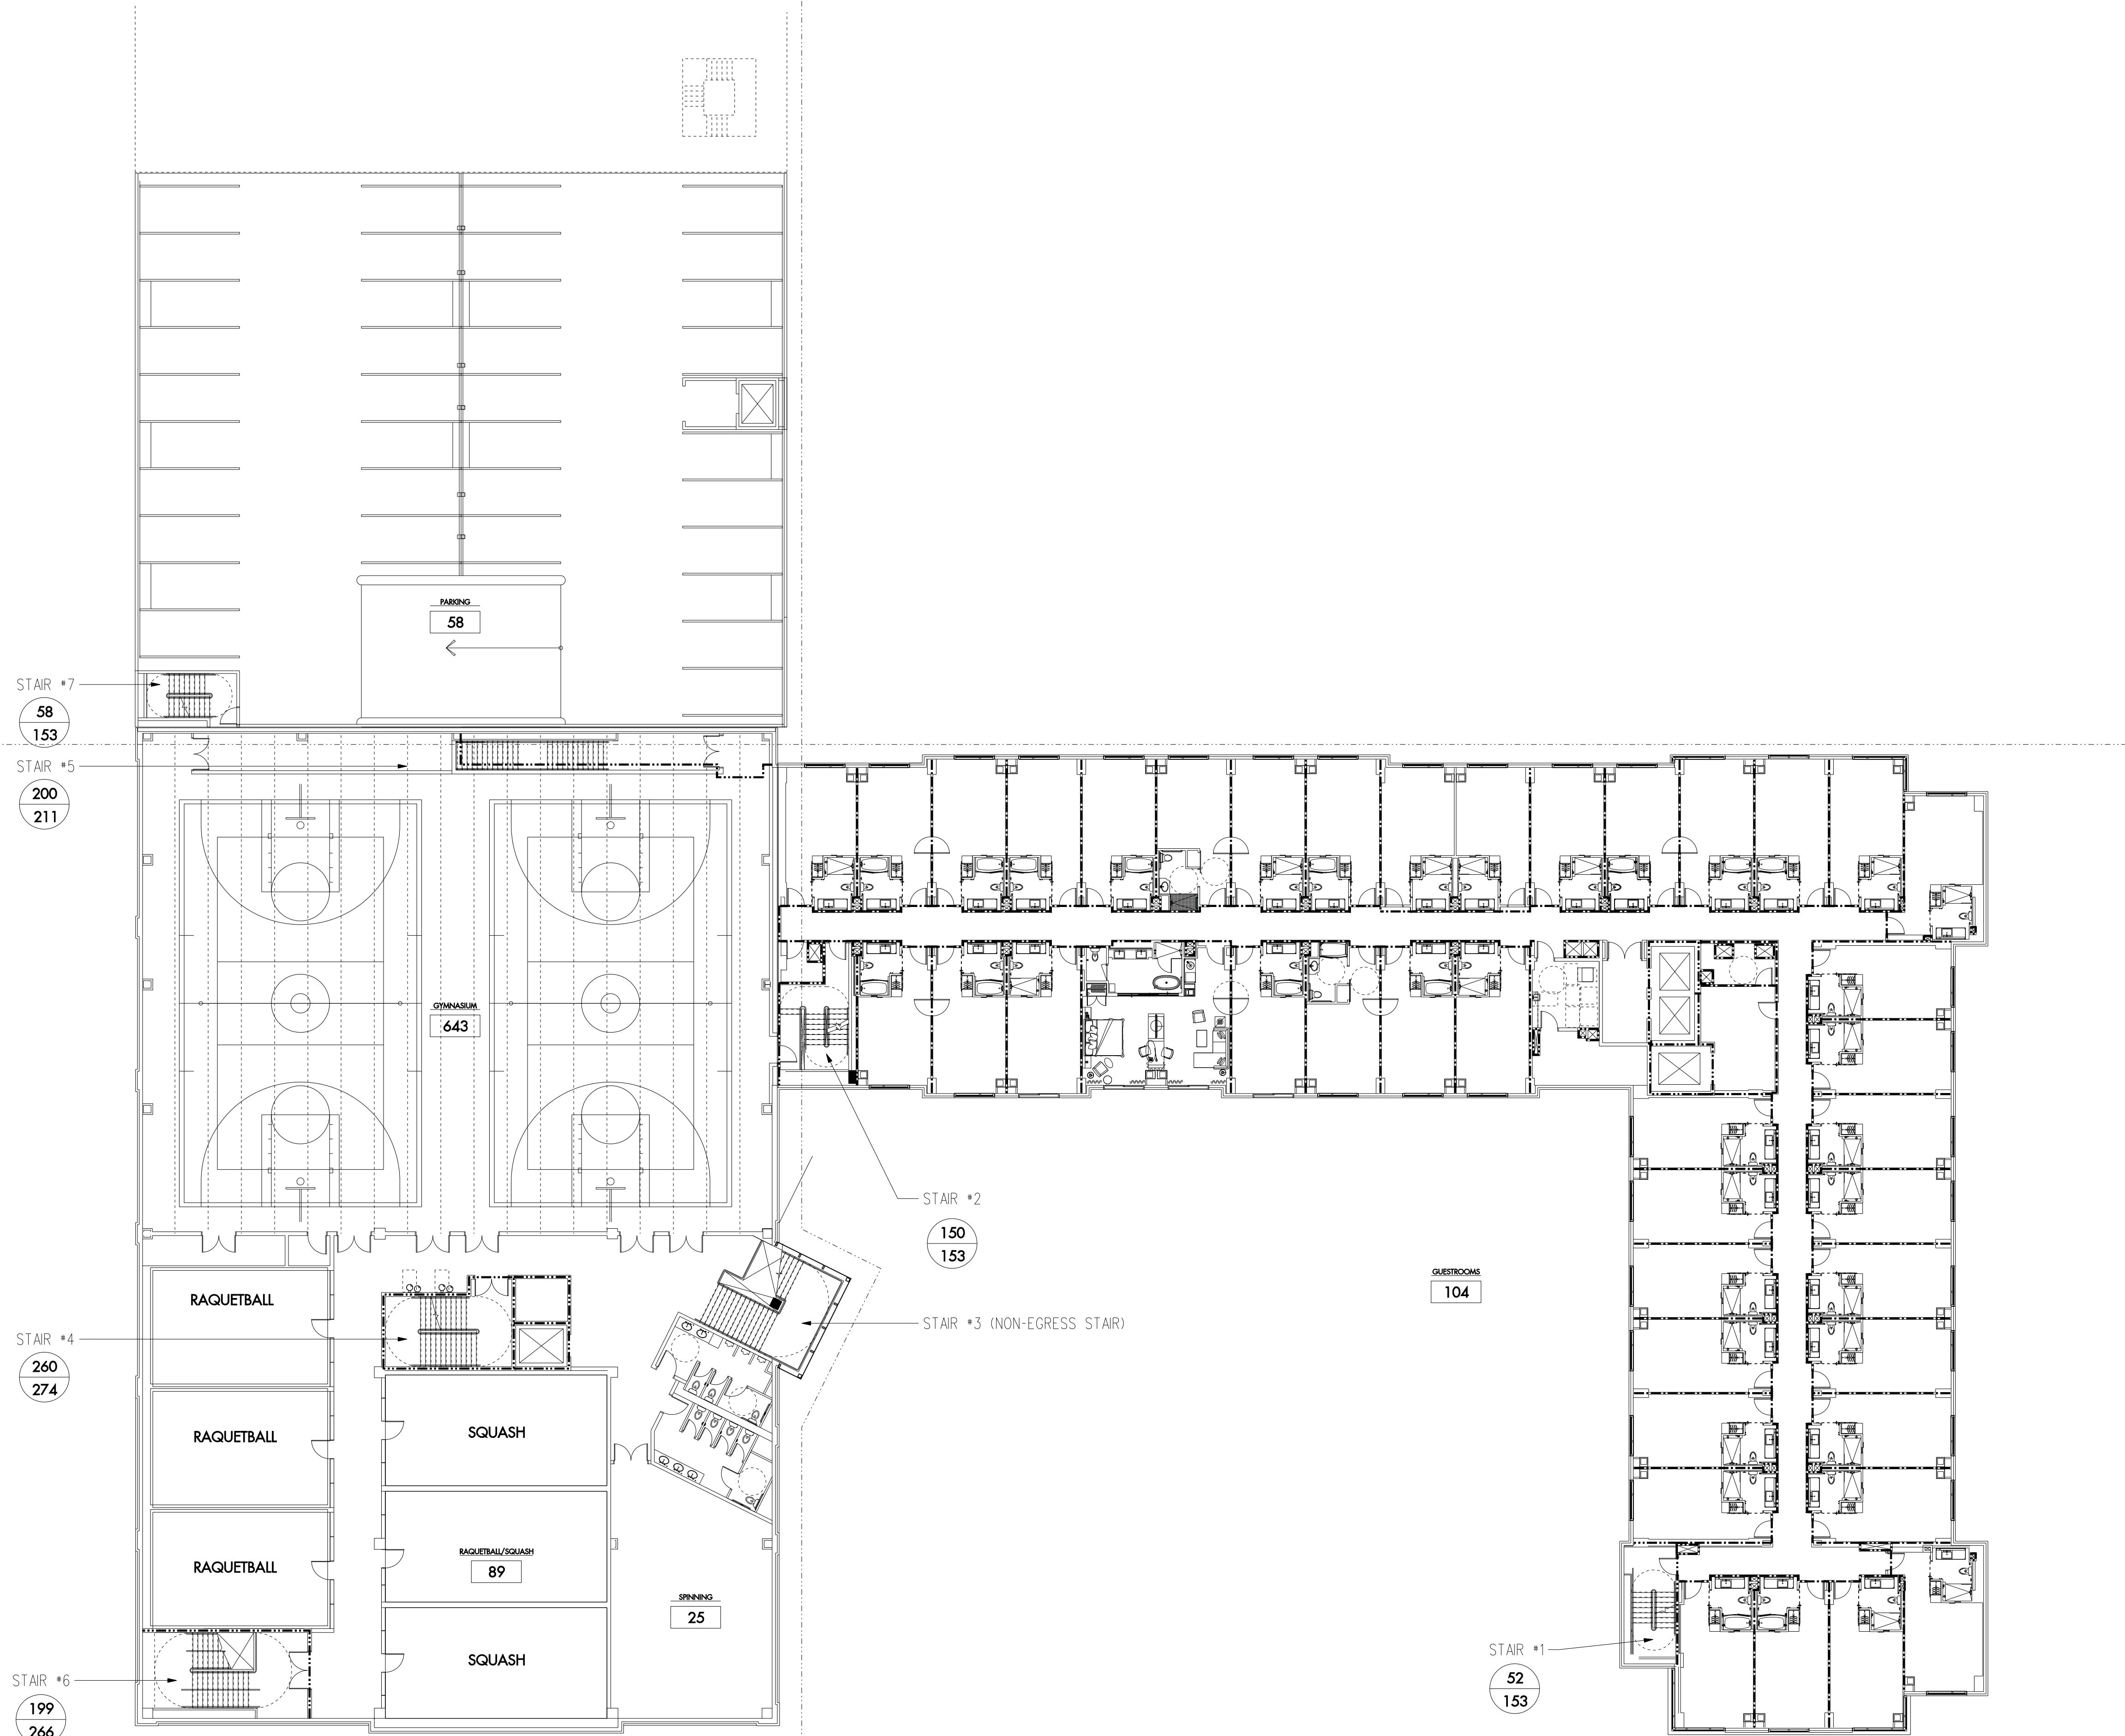 PARKING
58
STAIR #7
58
153
STAIR #5
200
211
GYMNASIUM
643
STAIR #2
150
153
GUESTROOMS
104
RAQUETBALL
STAIR #3 (NON-EGRESS STAIR)
STAIR #4
260
274
RAQUETBALL
SQUASH
RAQUETBALL/SQUASH
89
RAQUETBALL
SPINNING
25
STAIR #1
52
153
SQUASH
STAIR #6
199
266